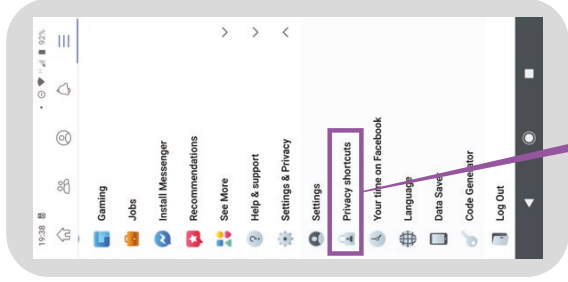 19:38
92%
Gaming
Jobs
Install Messenger
Recommendations
See More
Help & support
Settings & Privacy
Settings
Privacy shortcuts
Your time on Facebook
Language
Data Saver
Code Generator
Log Out